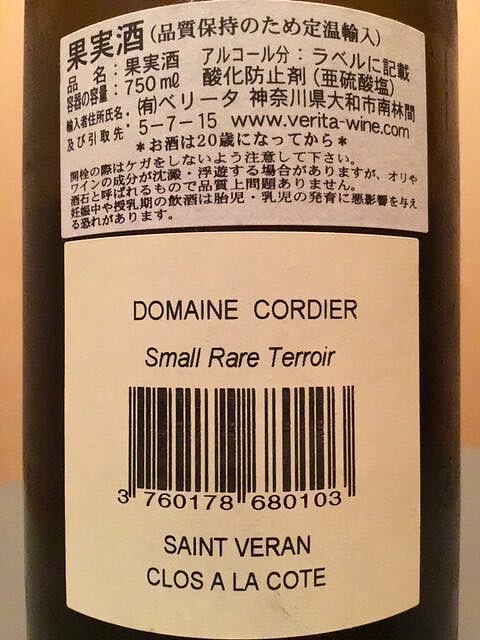 果実酒(品質保持のため定温輸入)
品名:果実酒 アルコール分:ラベルに記載
容器の容量:750㎖ 酸化防止剤(亜硫酸塩)
輸入者住所氏名及び引取先:(有)ベリータ 神奈川県大和市南林間
5-7-15 www.verita-wine.com
*お酒は20歳になってから*
開栓の際はケガをしないよう注意して下さい。
ワインの成分が沈澱・浮遊する場合がありますが、オリや
酒石と呼ばれるもので品質上問題ありません。
妊娠中や授乳期の飲酒は胎児・乳児の発育に悪影響を与え
る恐れがあります。
DOMAINE CORDIER
Small Rare Terroir
3 760178 680103
SAINT VERAN
CLOS A LA COTE